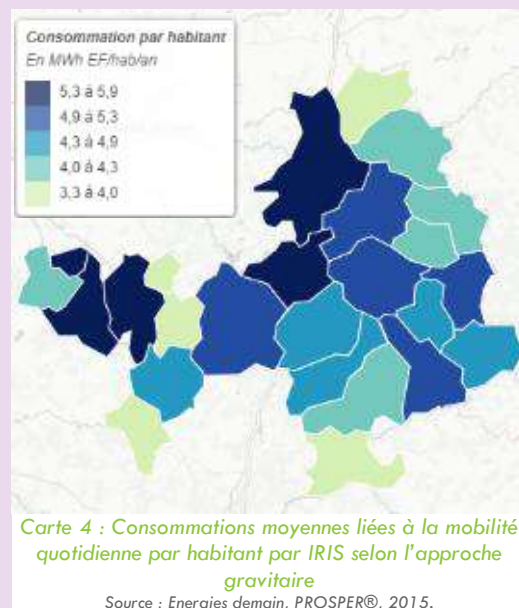 Consommation par habitant
En MWh EF/hab/an
5,3 à 5,9
4,9 à 5,3
4,3 à 4,9
4,0 à 4,3
3,3 à 4,0
Carte 4 : Consommations moyennes liées à la mobilité
quotidienne par habitant par IRIS selon l'approche
gravitaire
Source : Energies demain, PROSPER®, 2015.